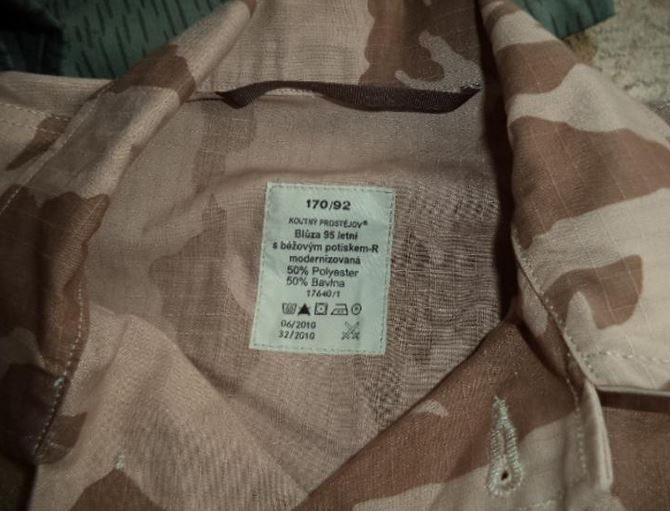 170/92
KOUTNÝ PROSTĚJOV®
Blůza 95 letní
s béžovým potiskem-R
modernizovaná
50% Polyester
50% Bavlna
17640/1
06/2010
32/2010